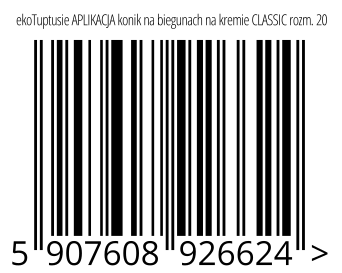 ekoTuptusie APLIKACJA konik na biegunach na kremie CLASSIC rozm. 20
5 907608 926624 >